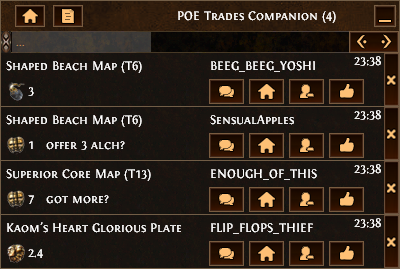 POE Trades Companion (4)
...
Shaped Beach Map (T6) BEEG_BEEG_YOSHI 23:38
3
Shaped Beach Map (T6) SensualApples 23:38
1 offer 3 alch?
Superior Core Map (T13) ENOUGH_OF_THIS 23:38
7 got more?
Kaom's Heart Glorious Plate FLIP_FLOPS_THIEF 23:38
2.4